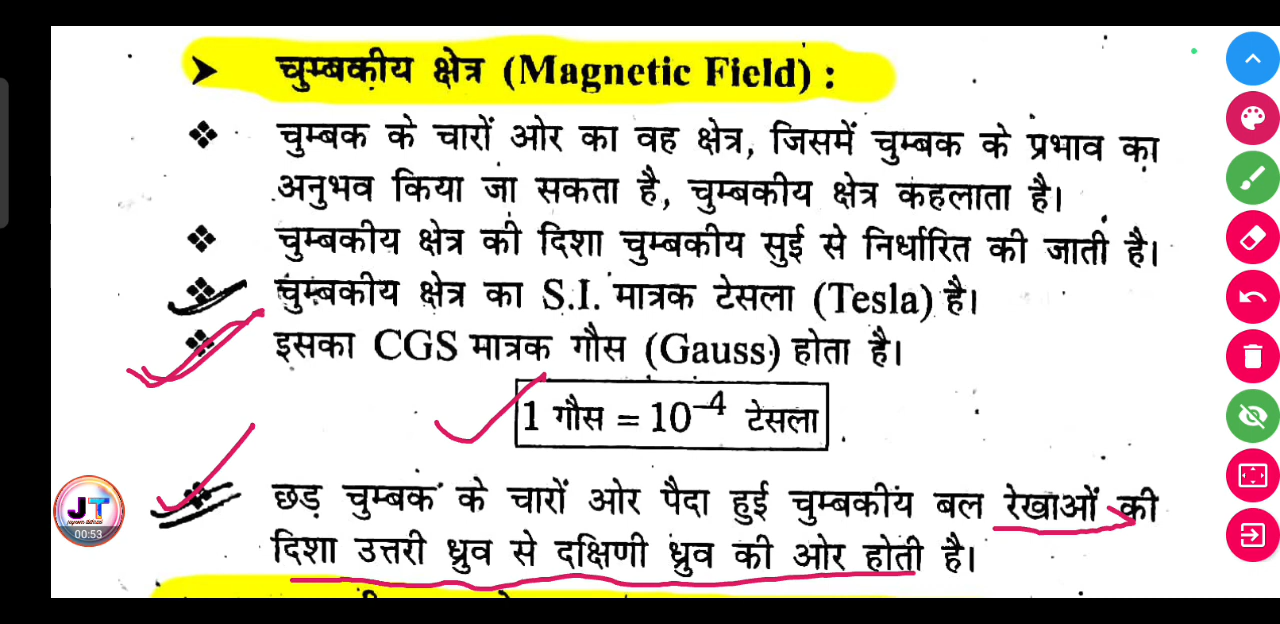 ➤ चुम्बकीय क्षेत्र (Magnetic Field) :
❖ चुम्बक के चारों ओर का वह क्षेत्र, जिसमें चुम्बक के प्रभाव का
अनुभव किया जा सकता है, चुम्बकीय क्षेत्र कहलाता है।
❖ चुम्बकीय क्षेत्र की दिशा चुम्बकीय सुई से निर्धारित की जाती है।
❖ चुम्बकीय क्षेत्र का S.I. मात्रक टेसला (Tesla) है।
❖ इसका CGS मात्रक गौस (Gauss) होता है।
1 गौस = 10⁻⁴ टेसला
❖ छड़ चुम्बक के चारों ओर पैदा हुई चुम्बकीय बल रेखाओं की
दिशा उत्तरी ध्रुव से दक्षिणी ध्रुव की ओर होती है।
JT
00:53